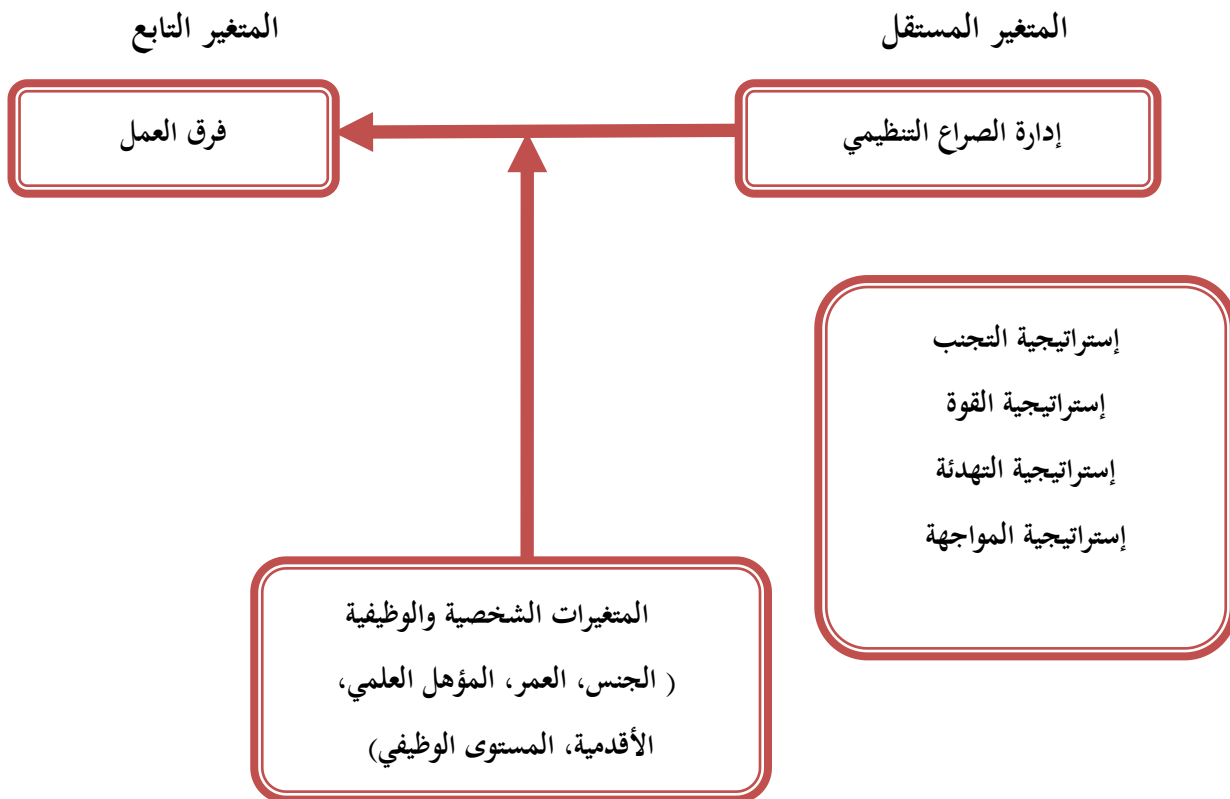 المتغير المستقل
المتغير التابع
إدارة الصراع التنظيمي
فرق العمل
إستراتيجية التجنب
إستراتيجية القوة
إستراتيجية التهدئة
إستراتيجية المواجهة
المتغيرات الشخصية والوظيفية
( الجنس، العمر، المؤهل العلمي،
الأقدمية، المستوى الوظيفي)